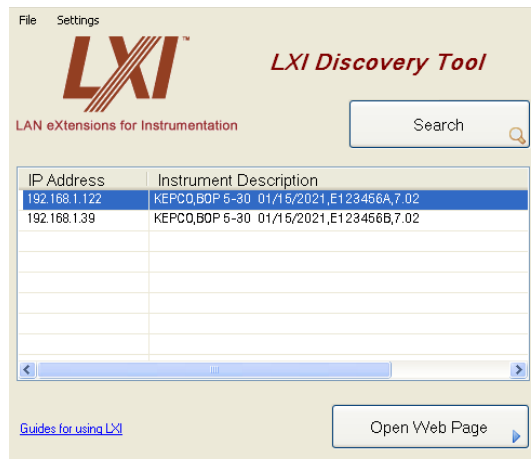 File Settings
LXI™
LXI Discovery Tool
LAN eXtensions for Instrumentation
Search
IP Address Instrument Description
192.168.1.122 KEPCO,BOP 5-30 01/15/2021,E123456A,7.02
192.168.1.39 KEPCO,BOP 5-30 01/15/2021,E123456B,7.02
Guides for using LXI
Open Web Page